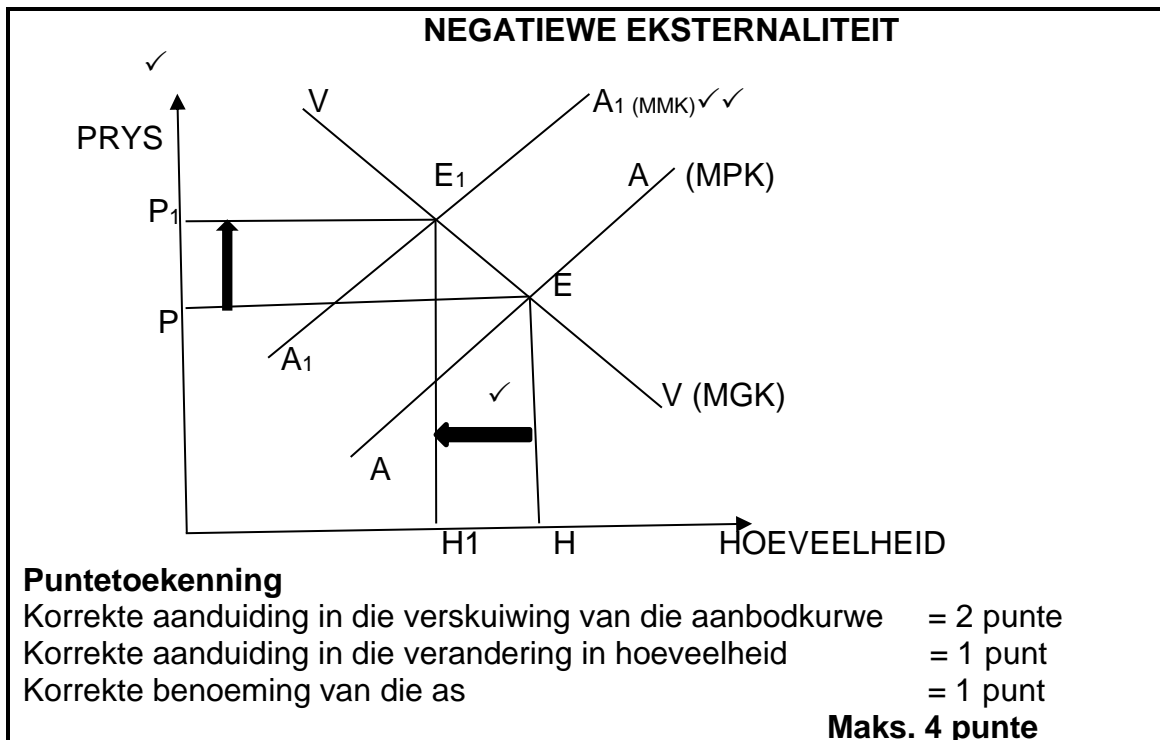 NEGATIEWE EKSTERNALITEIT
✓
V
A₁ (MMK)✓✓
PRYS
E₁
A (MPK)
P₁
E
P
A₁
V (MGK)
✓
A
H1 H HOEVEELHEID
Puntetoekenning
Korrekte aanduiding in die verskuiwing van die aanbodkurwe = 2 punte
Korrekte aanduiding in die verandering in hoeveelheid = 1 punt
Korrekte benoeming van die as = 1 punt
Maks. 4 punte